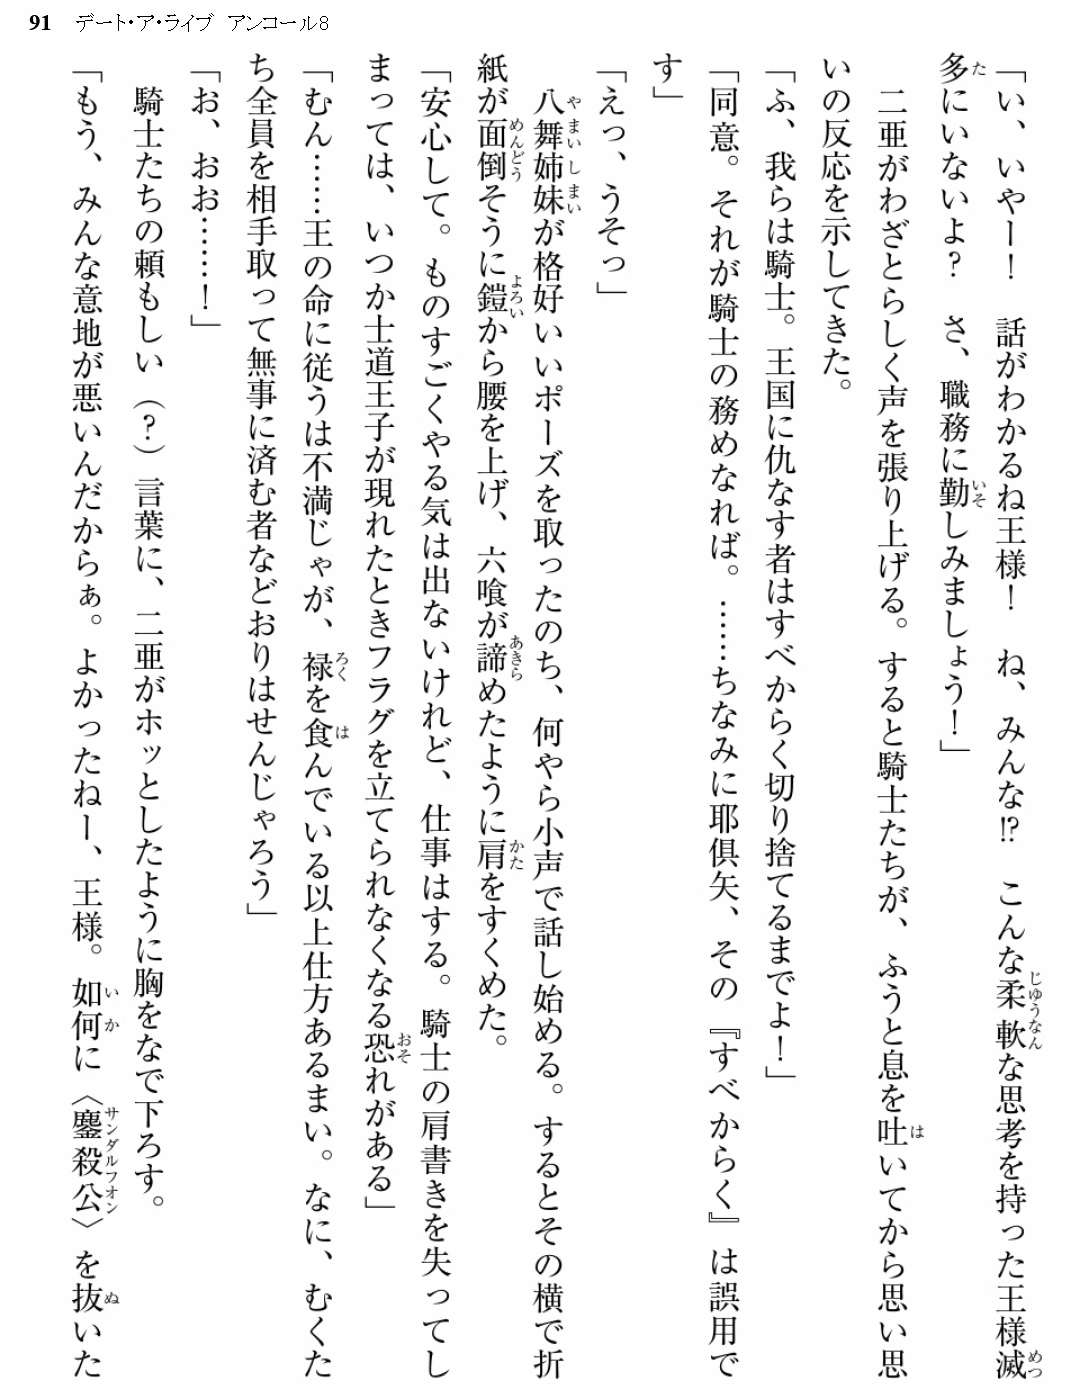 91 デート・ア・ライブ アンコール8
「い、いやー！　話がわかるね王様！　ね、みんな⁉　こんな柔軟な思考を持った王様滅
多にいないよ？　さ、職務に勤しみましょう！」
　二亜がわざとらしく声を張り上げる。すると騎士たちが、ふうと息を吐いてから思い思
いの反応を示してきた。
「ふ、我らは騎士。王国に仇なす者はすべからく切り捨てるまでよ！」
「同意。それが騎士の務めなれば。……ちなみに耶倶矢、その『すべからく』は誤用で
す」
「えっ、うそっ」
　八舞姉妹が格好いいポーズを取ったのち、何やら小声で話し始める。するとその横で折
紙が面倒そうに鎧から腰を上げ、六喰が諦めたように肩をすくめた。
「安心して。ものすごくやる気は出ないけれど、仕事はする。騎士の肩書きを失ってし
まっては、いつか士道王子が現れたときフラグを立てられなくなる恐れがある」
「むん……王の命に従うは不満じゃが、禄を食んでいる以上仕方あるまい。なに、むくた
ち全員を相手取って無事に済む者などおりはせんじゃろう」
「お、おお……！」
　騎士たちの頼もしい（？）言葉に、二亜がホッとしたように胸をなで下ろす。
「もう、みんな意地が悪いんだからぁ。よかったねー、王様。如何に〈鏖殺公〉を抜いた